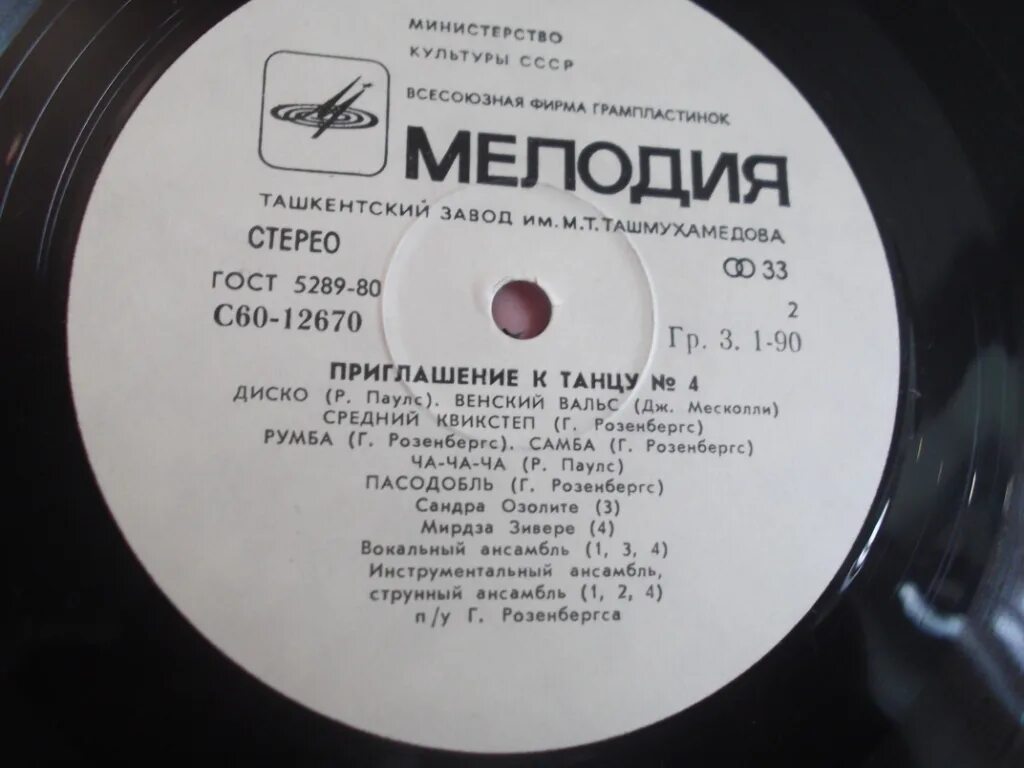 МИНИСТЕРСТВО
КУЛЬТУРЫ СССР
ВСЕСОЮЗНАЯ ФИРМА ГРАМПЛАСТИНОК
МЕЛОДИЯ
ТАШКЕНТСКИЙ ЗАВОД ИМ. М.Т. ТАШМУХАМЕДОВА
СТЕРЕО
33
ГОСТ 5289-80
2
С60-12670
Гр. 3. 1-90
ПРИГЛАШЕНИЕ К ТАНЦУ № 4
ДИСКО (Р. Паулс). ВЕНСКИЙ ВАЛЬС (Дж. Месколли)
СРЕДНИЙ КВИКСТЕП (Г. Розенбергс)
РУМБА (Г. Розенбергс). САМБА (Г. Розенбергс)
ЧА-ЧА-ЧА (Р. Паулс)
ПАСОДОБЛЬ (Г. Розенбергс)
Сандра Озолите (3)
Мирдза Зивере (4)
Вокальный ансамбль (1, 3, 4)
Инструментальный ансамбль,
струнный ансамбль (1, 2, 4)
п/у Г. Розенбергса